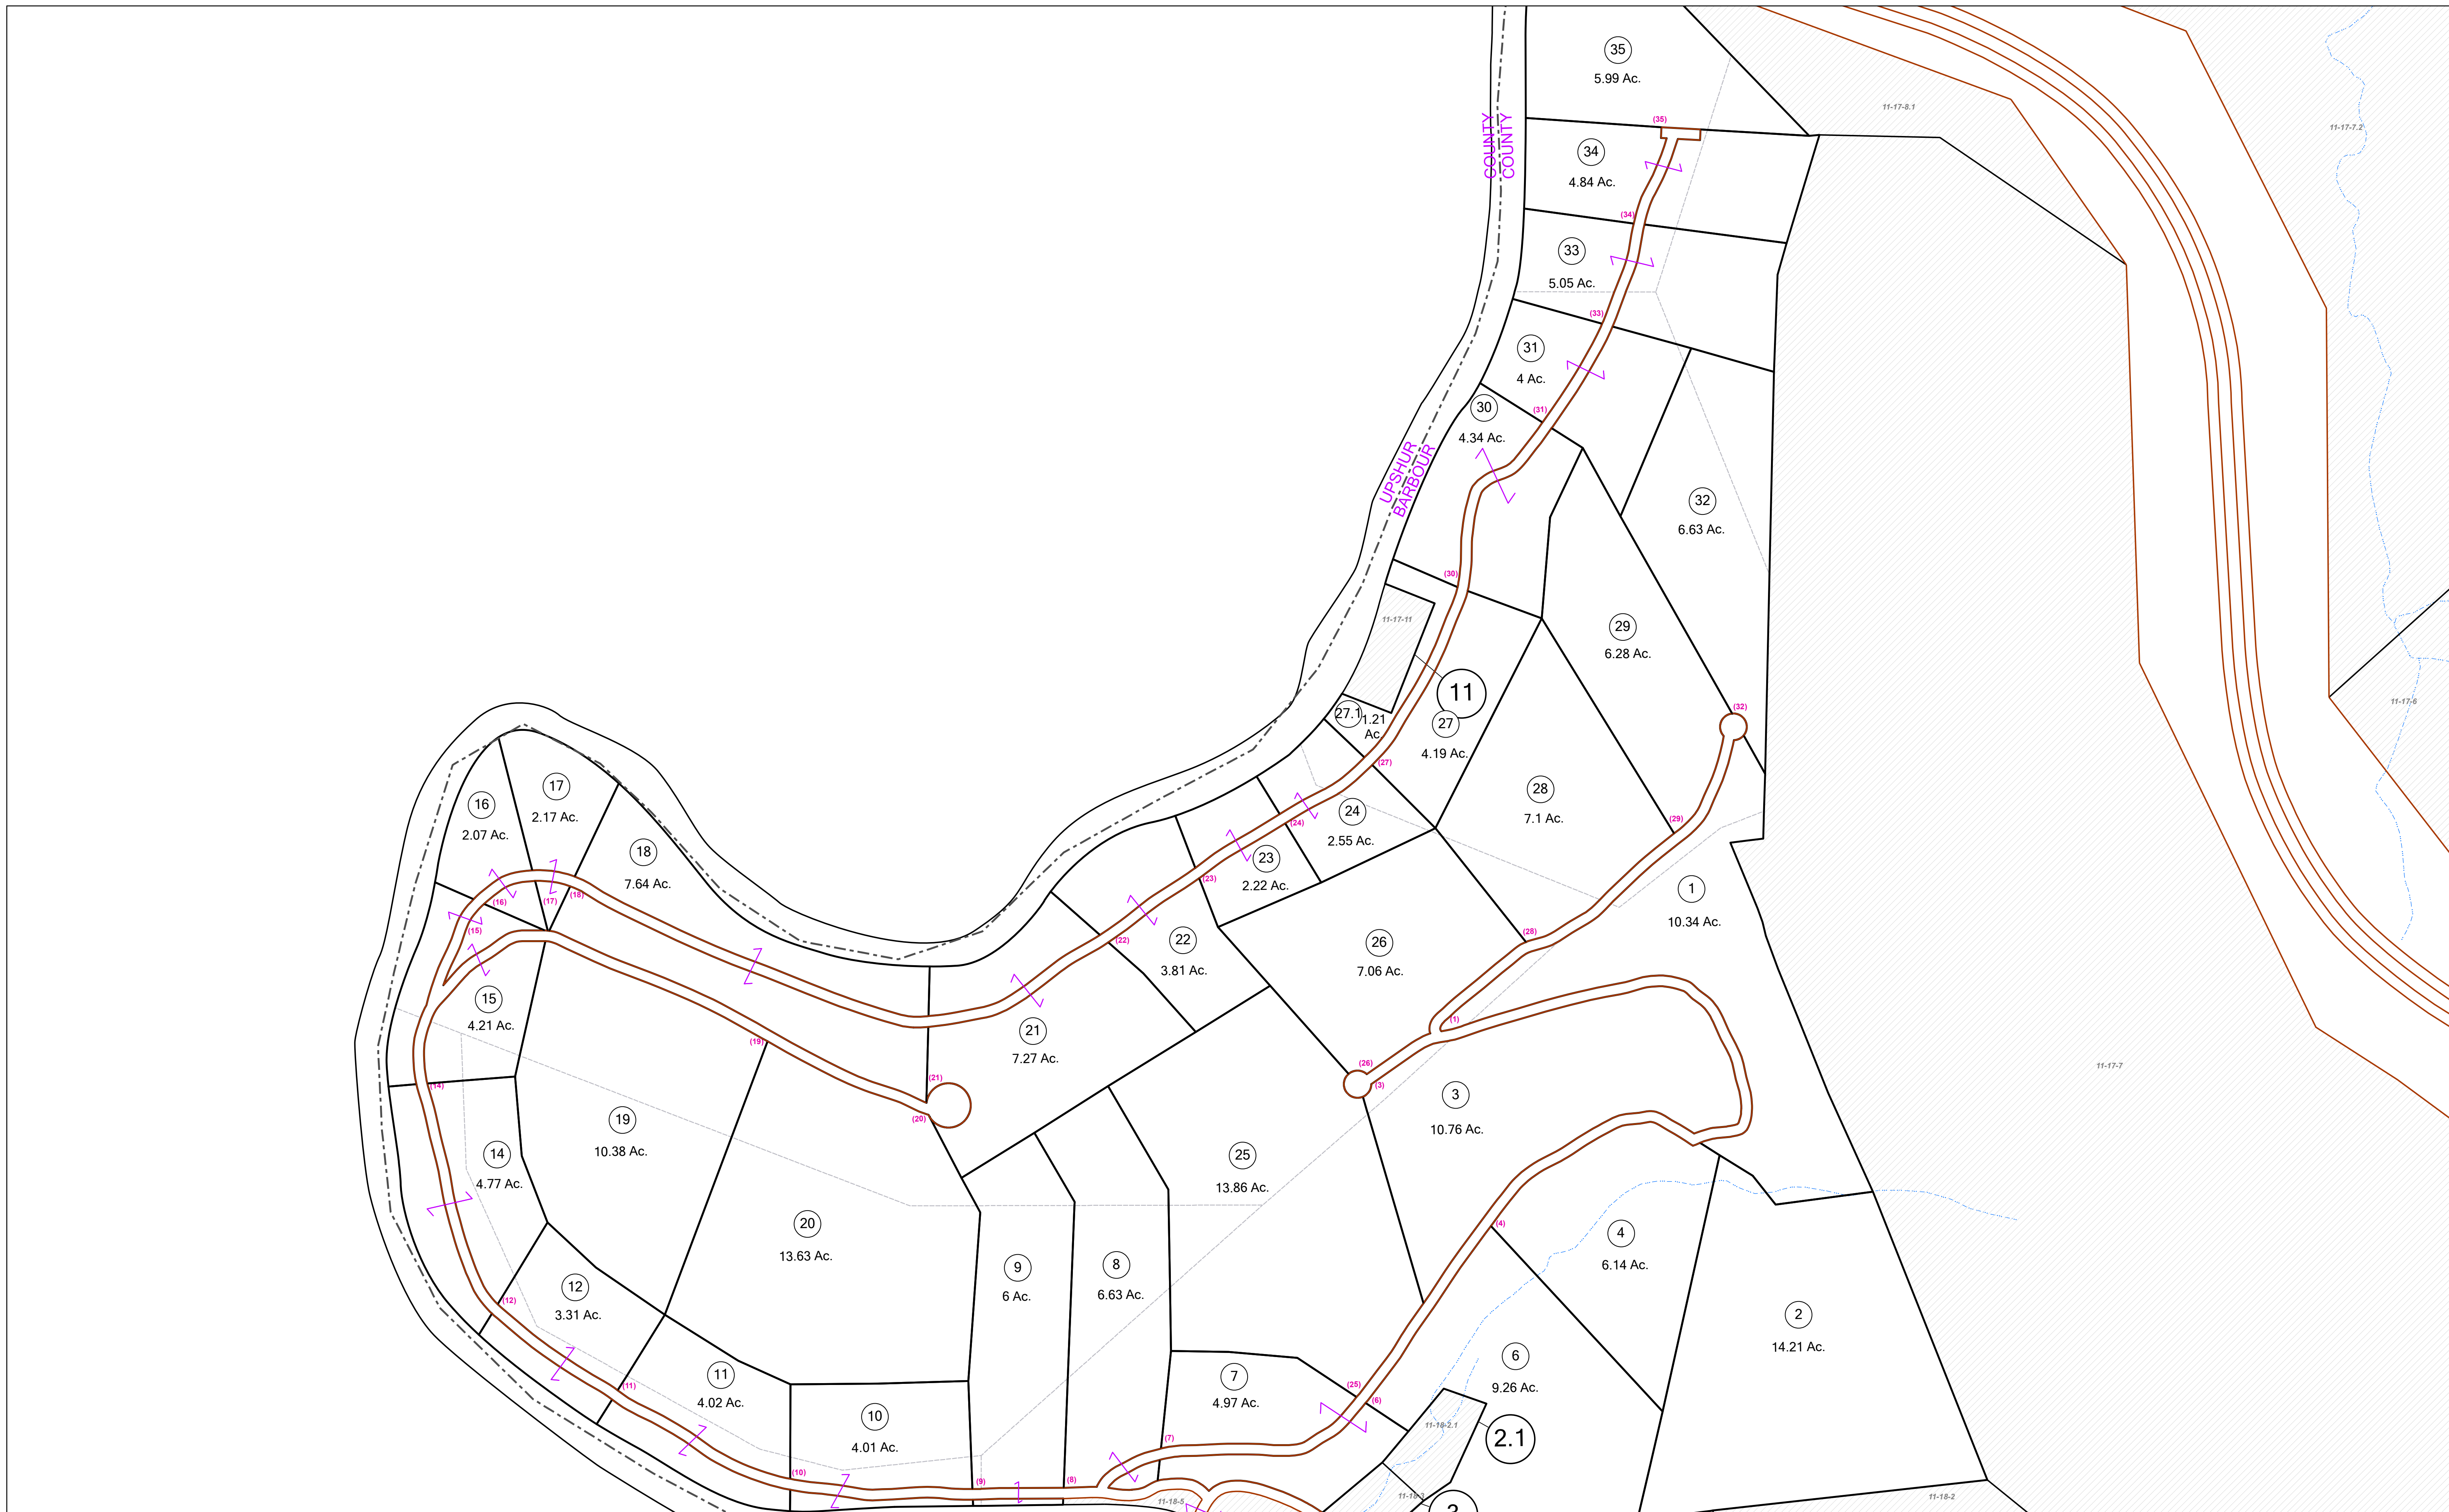 35
5.99 Ac.
11-17-8.1
11-17-7.2
(35)
COUNTY
COUNTY
34
4.84 Ac.
(34)
33
5.05 Ac.
(33)
31
4 Ac.
(31)
30
4.34 Ac.
UPSHUR
BARBOUR
32
6.63 Ac.
(30)
11-17-11
29
6.28 Ac.
11
27.1
1.21
Ac.
27
4.19 Ac.
(32)
11-17-6
(27)
17
2.17 Ac.
16
2.07 Ac.
28
7.1 Ac.
24
2.55 Ac.
(24)
(29)
18
7.64 Ac.
23
2.22 Ac.
(23)
1
10.34 Ac.
(16)
(17)
(18)
(15)
(22)
22
3.81 Ac.
26
7.06 Ac.
(28)
15
4.21 Ac.
(19)
21
7.27 Ac.
(1)
(14)
(21)
(20)
(26)
(3)
11-17-7
3
10.76 Ac.
19
10.38 Ac.
14
4.77 Ac.
25
13.86 Ac.
20
13.63 Ac.
(4)
4
6.14 Ac.
9
6 Ac.
8
6.63 Ac.
12
3.31 Ac.
(12)
2
14.21 Ac.
6
9.26 Ac.
7
4.97 Ac.
11
4.02 Ac.
(11)
(25)
(6)
10
4.01 Ac.
11-18-2.1
2.1
(7)
(10)
(9)
(8)
11-18-5
11-18-3
11-18-2